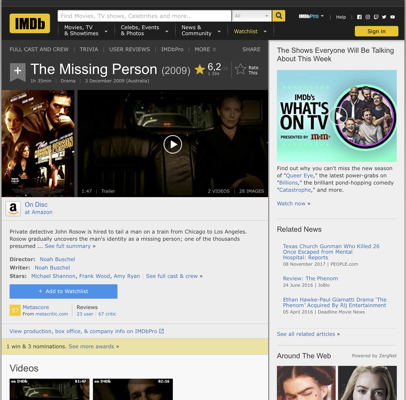 IMDb
Find Movies, TV shows, Celebrities and more...
All
IMDbPro
Help
Movies, TV & Showtimes
Celebs, Events & Photos
News & Community
Watchlist
Sign in
FULL CAST AND CREW | TRIVIA | USER REVIEWS | IMDbPro | MORE
SHARE
The Missing Person (2009)
6,2
Rate This
1h 35min | Drama | 3 December 2009 (Australia)
1:47 | Trailer
2 VIDEOS | 26 IMAGES
On Disc
at Amazon
Private detective John Rosow is hired to tail a man on a train from Chicago to Los Angeles.
Rosow gradually uncovers the man's identity as a missing person; one of the thousands
presumed ... See full summary »
Director: Noah Buschel
Writer: Noah Buschel
Stars: Michael Shannon, Frank Wood, Amy Ryan | See full cast & crew »
+ Add to Watchlist
Metascore
From metacritic.com
Reviews
23 user | 67 critic
View production, box office, & company info on IMDbPro
1 win & 3 nominations. See more awards »
Videos
The Shows Everyone Will Be Talking
About This Week
IMDb's
WHAT'S
ON TV
PRESENTED BY
Find out why you can't miss the new season
of "Queer Eye," the latest power-grabs on
"Billions," the brilliant pond-hopping comedy
"Catastrophe," and more.
Watch now »
Related News
Texas Church Gunman Who Killed 26
Once Escaped from Mental
Hospital: Reports
08 November 2017 | PEOPLE.com
Review: The Phenom
24 June 2016 | JoBlo
Ethan Hawke-Paul Giamatti Drama 'The
Phenom' Acquired By RLJ Entertainment
05 April 2016 | Deadline Movie News
See all related articles »
Around The Web
Powered by ZergNet